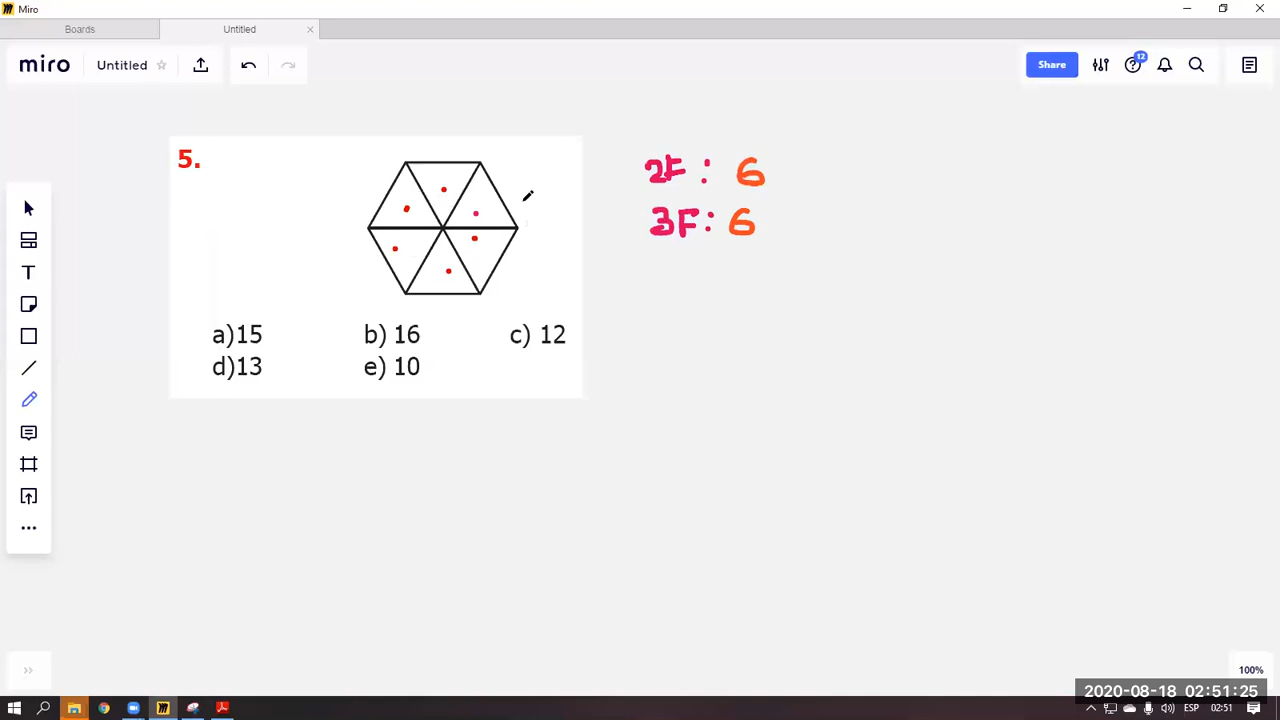 Miro
Boards
Untitled
miro
Untitled
Share
12
5.
2F : 6
3F : 6
a)15 b) 16 c) 12
d)13 e) 10
100%
2020-08-18 02:51:25
ESP 02:51